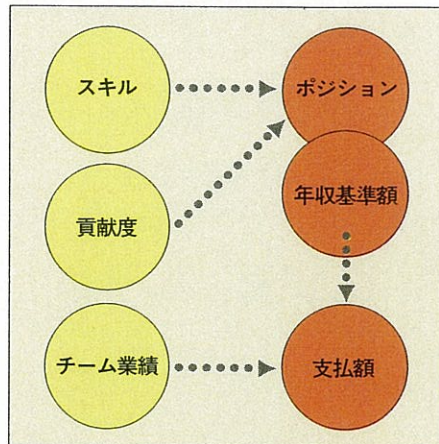 スキル
ポジション
貢献度
年収基準額
チーム業績
支払額